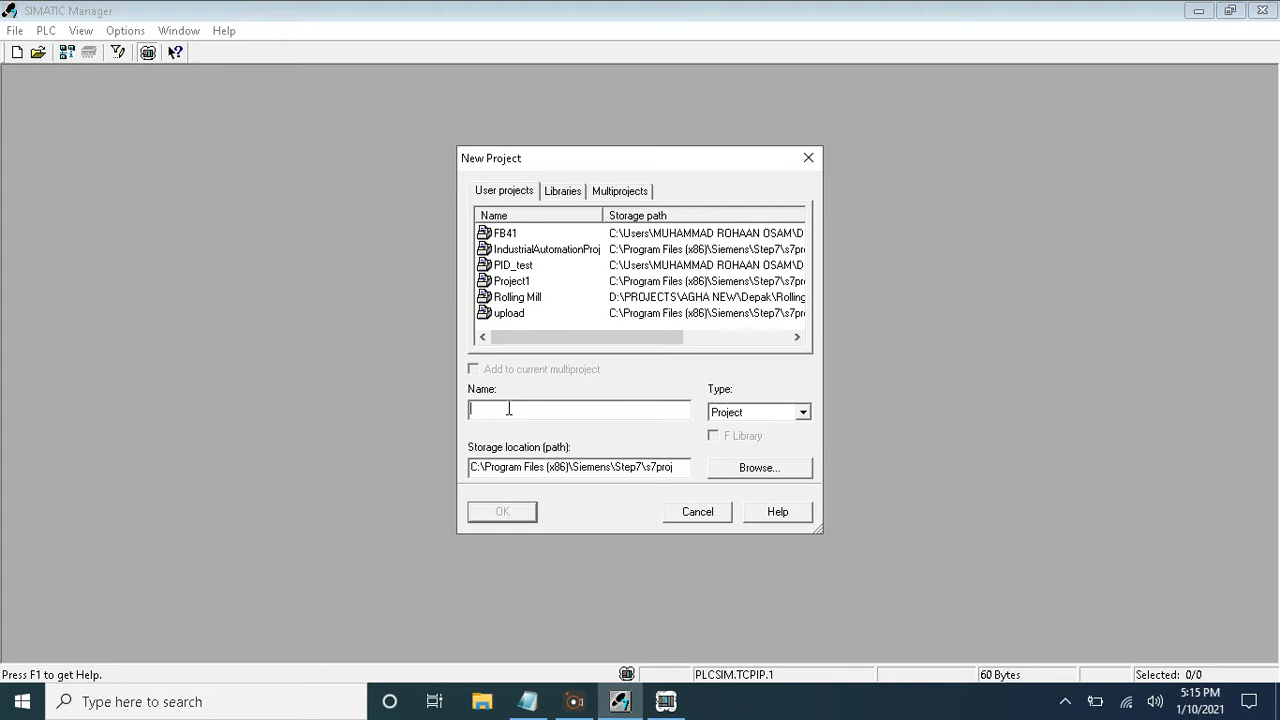 SIMATIC Manager
File PLC View Options Window Help
New Project
User projects Libraries Multiprojects
Name Storage path
FB41 C:\Users\MUHAMMAD ROHAAN OSAM\D
IndustrialAutomationProj C:\Program Files (x86)\Siemens\Step7\s7pro
PID_test C:\Users\MUHAMMAD ROHAAN OSAM\D
Project1 C:\Program Files (x86)\Siemens\Step7\s7pro
Rolling Mill D:\PROJECTS\AGHA NEW\Depak\Rolling
upload C:\Program Files (x86)\Siemens\Step7\s7pro
Add to current multiproject
Name: Type:
Project
F Library
Storage location (path):
C:\Program Files (x86)\Siemens\Step7\s7proj Browse...
OK Cancel Help
Press F1 to get Help. PLCSIM.TCPIP.1 60 Bytes Selected: 0/0
Type here to search
5:15 PM
1/10/2021